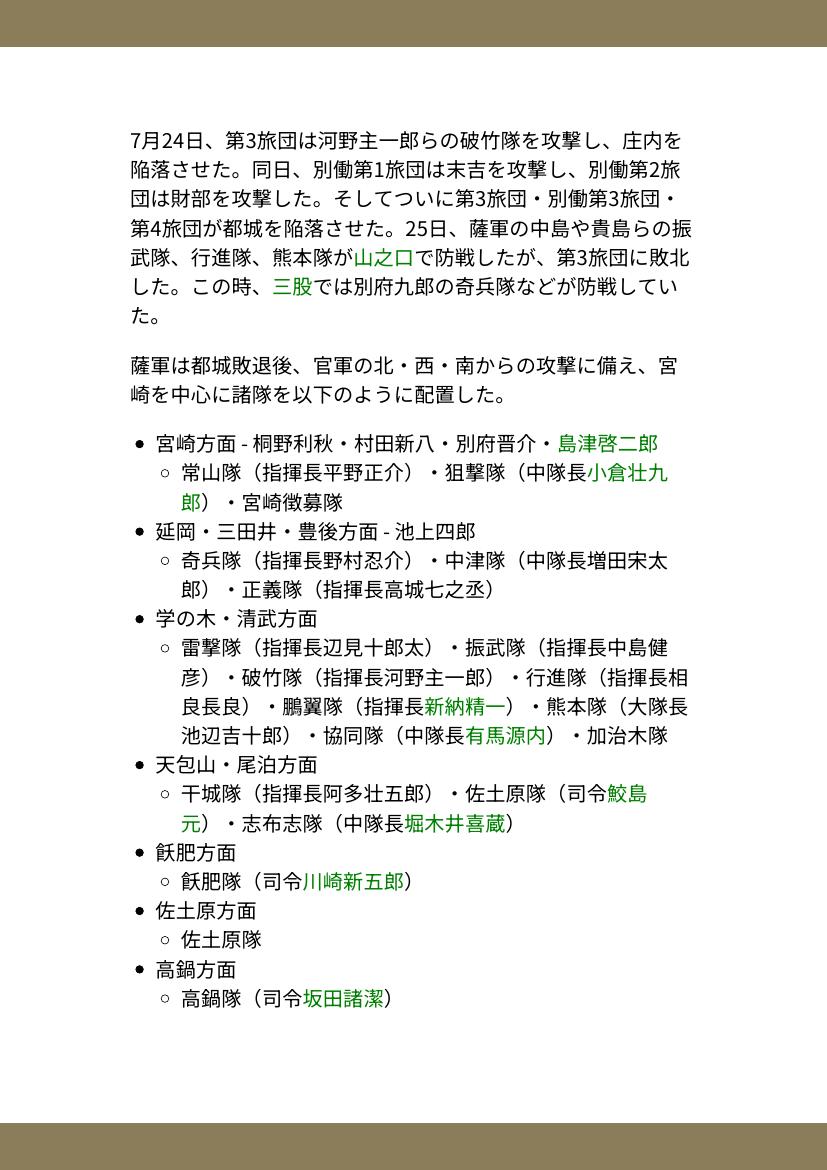 7月24日、第3旅団は河野主一郎らの破竹隊を攻撃し、庄内を
陥落させた。同日、別働第1旅団は末吉を攻撃し、別働第2旅
団は財部を攻撃した。そしてついに第3旅団・別働第3旅団・
第4旅団が都城を陥落させた。25日、薩軍の中島や貴島らの振
武隊、行進隊、熊本隊が山之口で防戦したが、第3旅団に敗北
した。この時、三股では別府九郎の奇兵隊などが防戦してい
た。
薩軍は都城敗退後、官軍の北・西・南からの攻撃に備え、宮
崎を中心に諸隊を以下のように配置した。
• 宮崎方面 - 桐野利秋・村田新八・別府晋介・島津啓二郎
○ 常山隊（指揮長平野正介）・狙撃隊（中隊長小倉壮九
郎）・宮崎徴募隊
• 延岡・三田井・豊後方面 - 池上四郎
○ 奇兵隊（指揮長野村忍介）・中津隊（中隊長増田宋太
郎）・正義隊（指揮長高城七之丞）
• 学の木・清武方面
○ 雷撃隊（指揮長辺見十郎太）・振武隊（指揮長中島健
彦）・破竹隊（指揮長河野主一郎）・行進隊（指揮長相
良長良）・鵬翼隊（指揮長新納精一）・熊本隊（大隊長
池辺吉十郎）・協同隊（中隊長有馬源内）・加治木隊
• 天包山・尾泊方面
○ 干城隊（指揮長阿多壮五郎）・佐土原隊（司令鮫島
元）・志布志隊（中隊長堀木井喜蔵）
• 飫肥方面
○ 飫肥隊（司令川崎新五郎）
• 佐土原方面
○ 佐土原隊
• 高鍋方面
○ 高鍋隊（司令坂田諸潔）